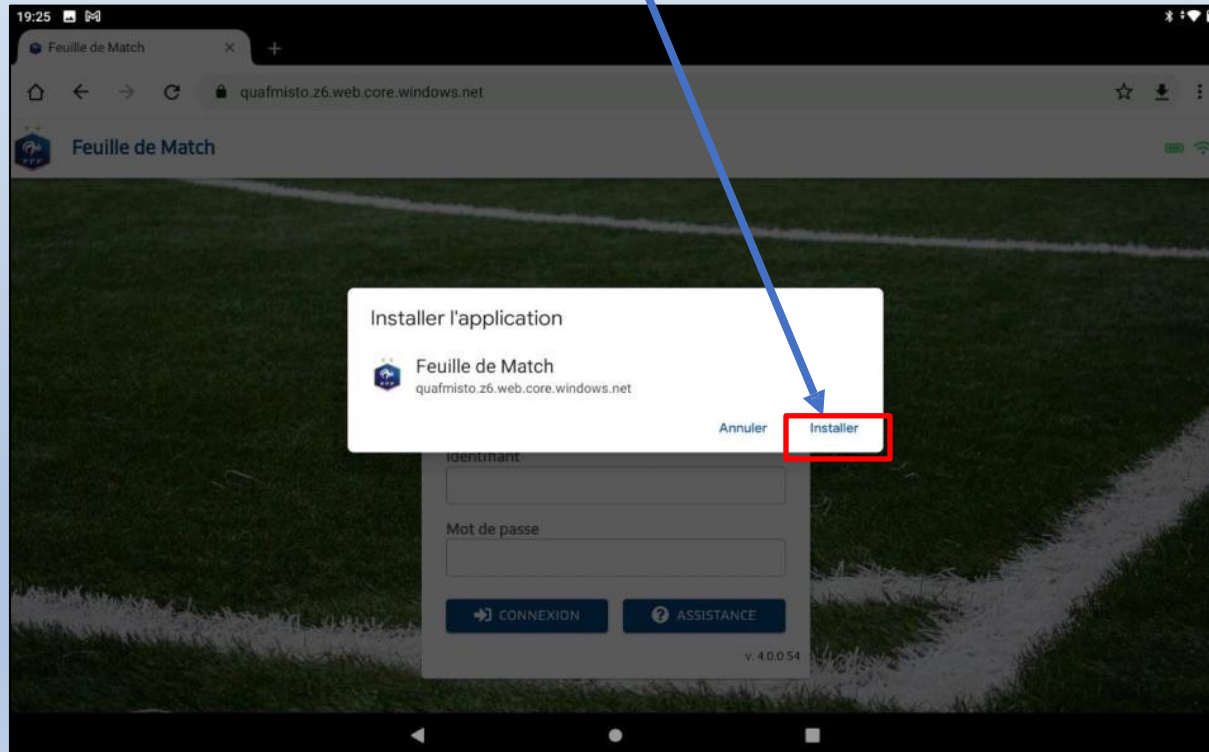 19:25
Feuille de Match
quafmisto.z6.web.core.windows.net
FFF
Feuille de Match
Installer l'application
Feuille de Match
quafmisto.z6.web.core.windows.net
Annuler Installer
Identifiant
Mot de passe
CONNEXION ASSISTANCE
v. 4.0.0.54